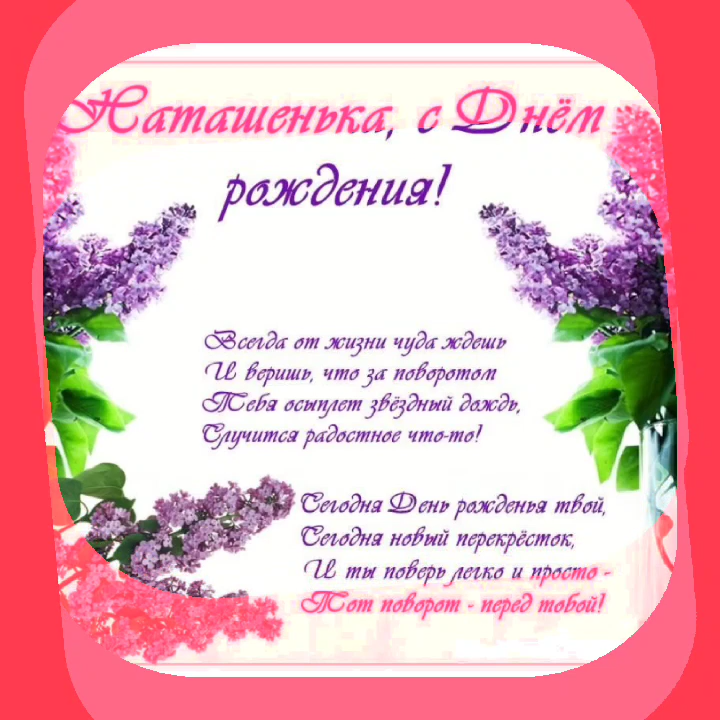 Наташенька, с Днём
рождения!
Всегда от жизни чуда ждешь
И веришь, что за поворотом
Тебя осыплет звёздный дождь,
Случится радостное что-то!
Сегодня День рожденья твой,
Сегодня новый перекрёсток,
И ты поверь легко и просто -
Тот поворот - перед тобой!